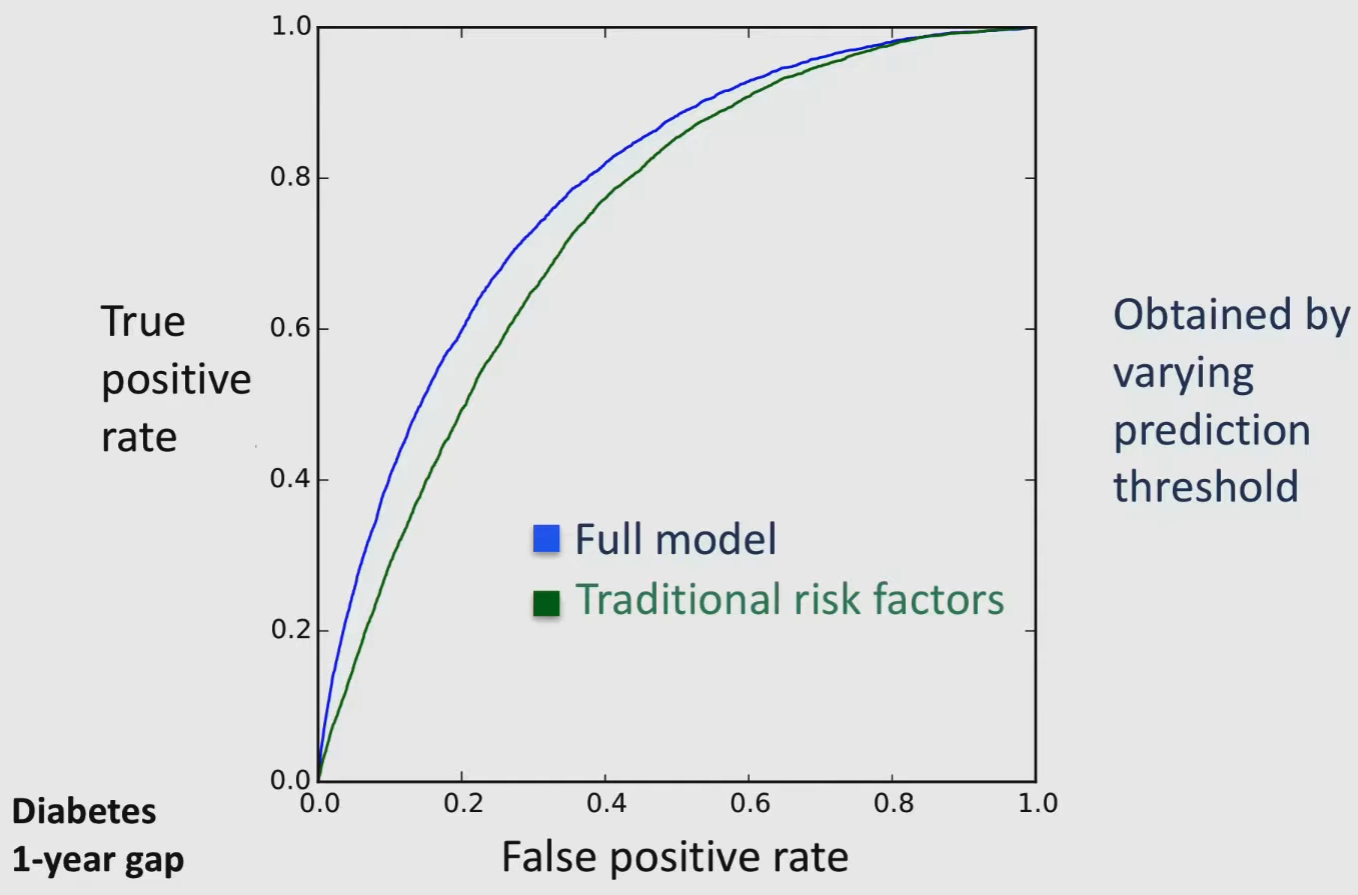 1.0
0.8
0.6
0.4
0.2
0.0
True
positive
rate
Full model
Traditional risk factors
Obtained by
varying
prediction
threshold
0.0 0.2 0.4 0.6 0.8 1.0
False positive rate
Diabetes
1-year gap